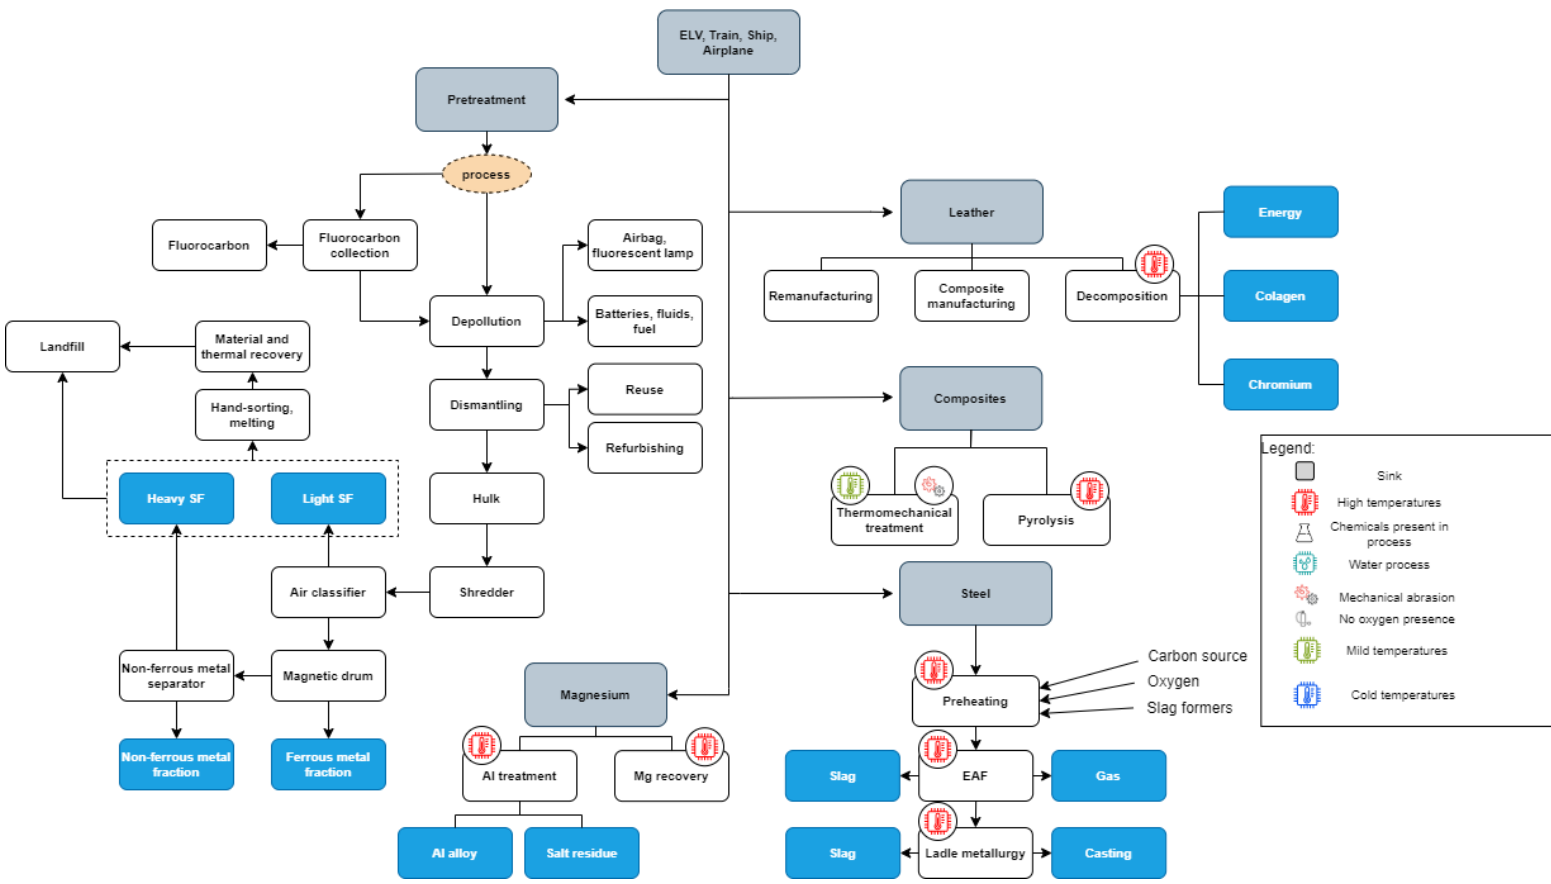 ELV, Train, Ship,
Airplane
Pretreatment
process
Leather
Energy
Fluorocarbon
Fluorocarbon
collection
Airbag,
fluorescent lamp
Remanufacturing
Composite
manufacturing
Decomposition
Colagen
Depollution
Batteries, fluids,
fuel
Landfill
Material and
thermal recovery
Chromium
Dismantling
Reuse
Composites
Hand-sorting,
melting
Refurbishing
Legend:
Sink
High temperatures
Chemicals present in
process
Water process
Mechanical abrasion
No oxygen presence
Mild temperatures
Cold temperatures
Heavy SF
Light SF
Hulk
Thermomechanical
treatment
Pyrolysis
Air classifier
Shredder
Steel
Non-ferrous metal
separator
Magnetic drum
Magnesium
Preheating
Carbon source
Oxygen
Slag formers
Non-ferrous metal
fraction
Ferrous metal
fraction
Al treatment
Mg recovery
Slag
EAF
Gas
Al alloy
Salt residue
Slag
Ladle metallurgy
Casting